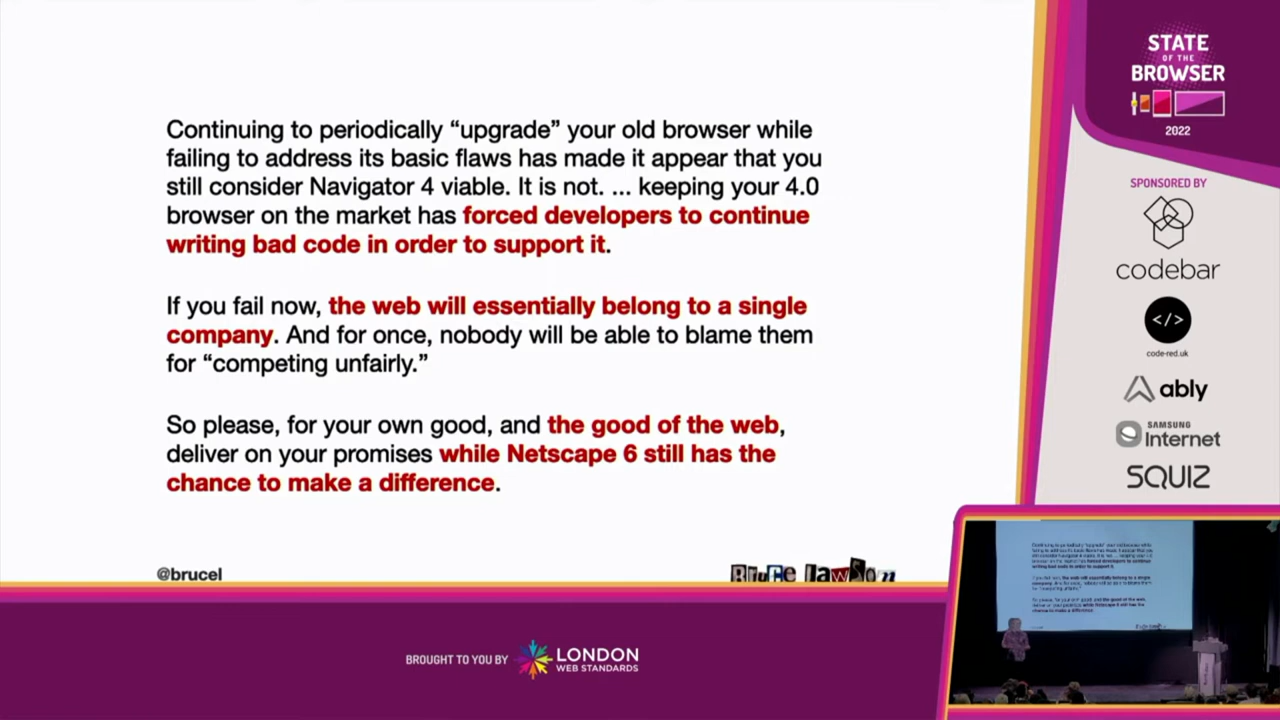 Continuing to periodically “upgrade” your old browser while
failing to address its basic flaws has made it appear that you
still consider Navigator 4 viable. It is not. ... keeping your 4.0
browser on the market has forced developers to continue
writing bad code in order to support it.
If you fail now, the web will essentially belong to a single
company. And for once, nobody will be able to blame them
for “competing unfairly.”
So please, for your own good, and the good of the web,
deliver on your promises while Netscape 6 still has the
chance to make a difference.
@brucel
Bruce Lawson
STATE
OF THE
BROWSER
2022
SPONSORED BY
codebar
</>
code-red.uk
ably
SAMSUNG
Internet
SQUIZ
BROUGHT TO YOU BY
LONDON
WEB STANDARDS